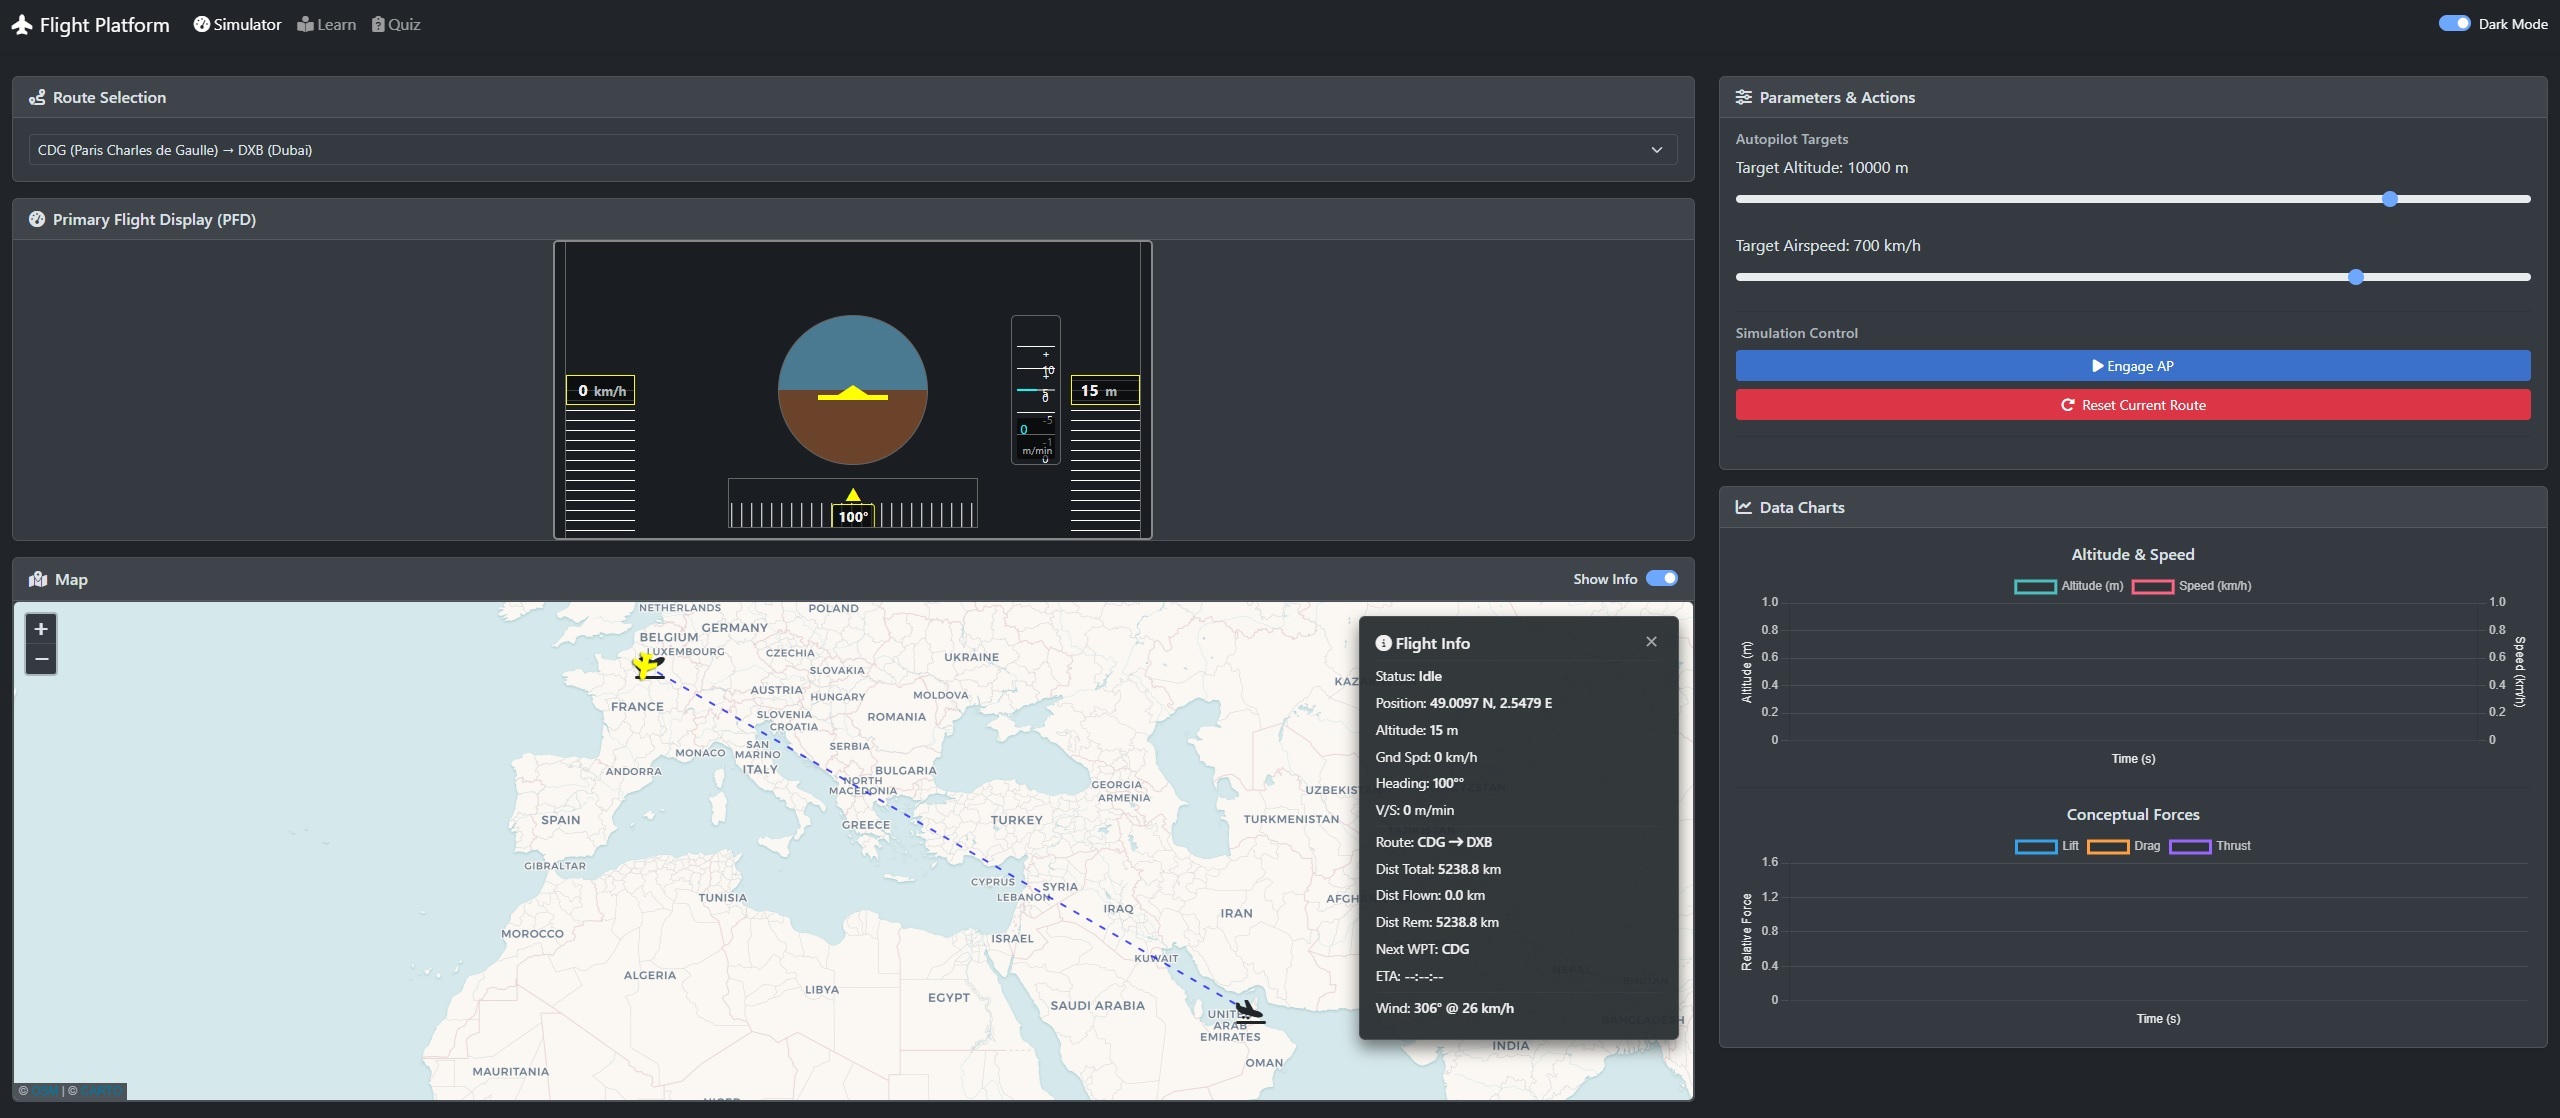 Flight Platform Simulator Learn Quiz
Dark Mode
Route Selection
CDG (Paris Charles de Gaulle) → DXB (Dubai)
Primary Flight Display (PFD)
0 km/h
+
10
+
5
0
-5
0
-1
m/min
0
15 m
100°
Map
Show Info
+
−
NETHERLANDS
POLAND
BELGIUM
GERMANY
LUXEMBOURG
CZECHIA
UKRAINE
SLOVAKIA
AUSTRIA
HUNGARY
MOLDOVA
FRANCE
SLOVENIA
CROATIA
ROMANIA
MONACO
SAN
MARINO
SERBIA
ITALY
ANDORRA
BULGARIA
NORTH
MACEDONIA
GEORGIA
ARMENIA
SPAIN
GREECE
TURKEY
TURKMENISTAN
GIBRALTAR
CYPRUS
SYRIA
LEBANON
TUNISIA
IRAQ
IRAN
MOROCCO
ISRAEL
KUWAIT
ALGERIA
LIBYA
EGYPT
SAUDI ARABIA
UNITED
ARAB
EMIRATES
OMAN
INDIA
MAURITANIA
Flight Info
Status: Idle
Position: 49.0097 N, 2.5479 E
Altitude: 15 m
Gnd Spd: 0 km/h
Heading: 100°°
V/S: 0 m/min
Route: CDG → DXB
Dist Total: 5238.8 km
Dist Flown: 0.0 km
Dist Rem: 5238.8 km
Next WPT: CDG
ETA: --:--:--
Wind: 306° @ 26 km/h
Parameters & Actions
Autopilot Targets
Target Altitude: 10000 m
Target Airspeed: 700 km/h
Simulation Control
Engage AP
Reset Current Route
Data Charts
Altitude & Speed
Altitude (m) Speed (km/h)
1.0
0.8
0.6
0.4
0.2
0
Altitude (m)
1.0
0.8
0.6
0.4
0.2
0
Speed (km/h)
Time (s)
Conceptual Forces
Lift Drag Thrust
1.6
1.2
0.8
0.4
0
Relative Force
Time (s)